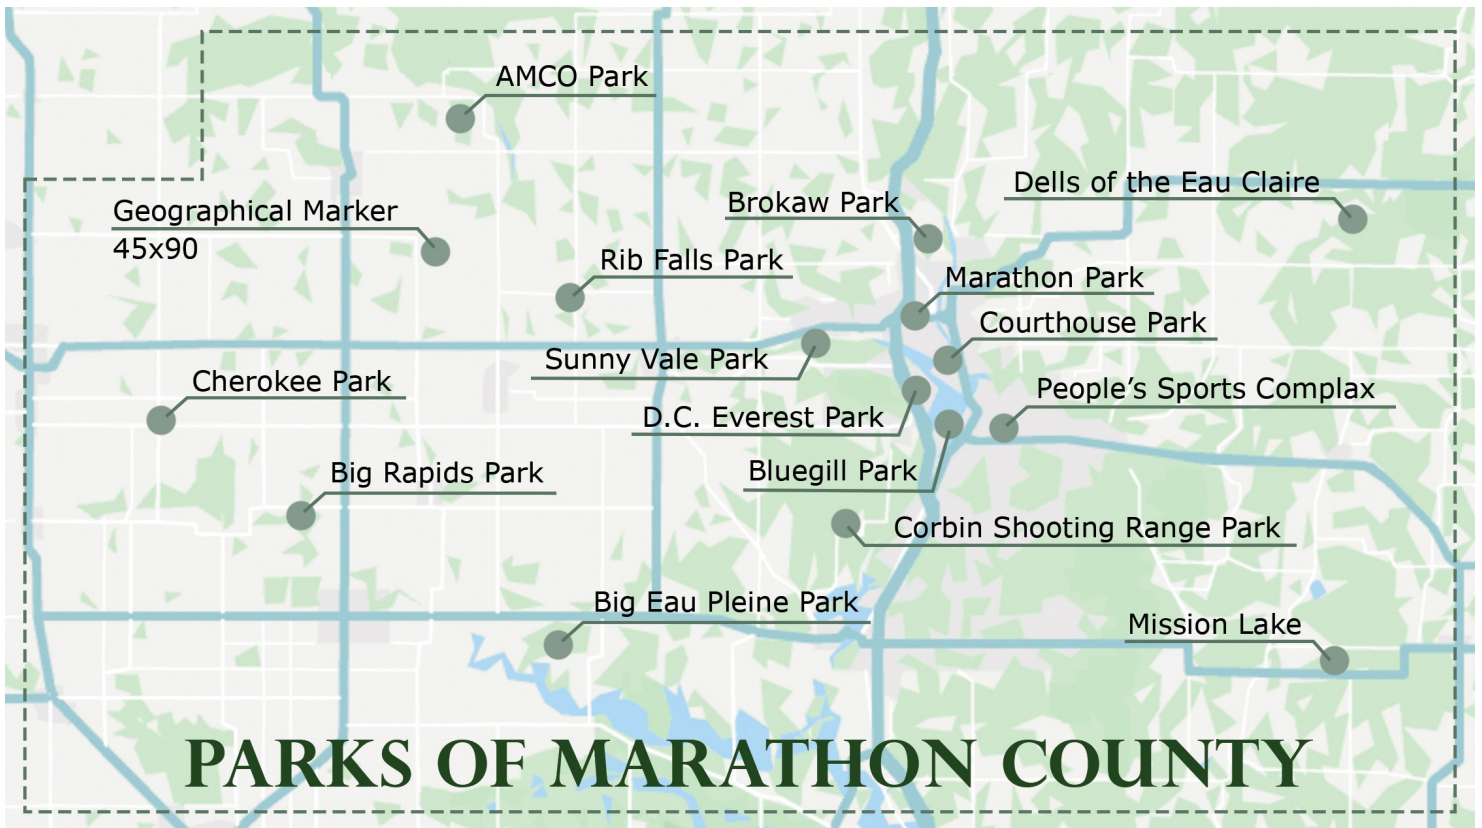 AMCO Park
Dells of the Eau Claire
Brokaw Park
Geographical Marker
45x90
Rib Falls Park
Marathon Park
Courthouse Park
Sunny Vale Park
Cherokee Park
People’s Sports Complax
D.C. Everest Park
Big Rapids Park
Bluegill Park
Corbin Shooting Range Park
Big Eau Pleine Park
Mission Lake
PARKS OF MARATHON COUNTY